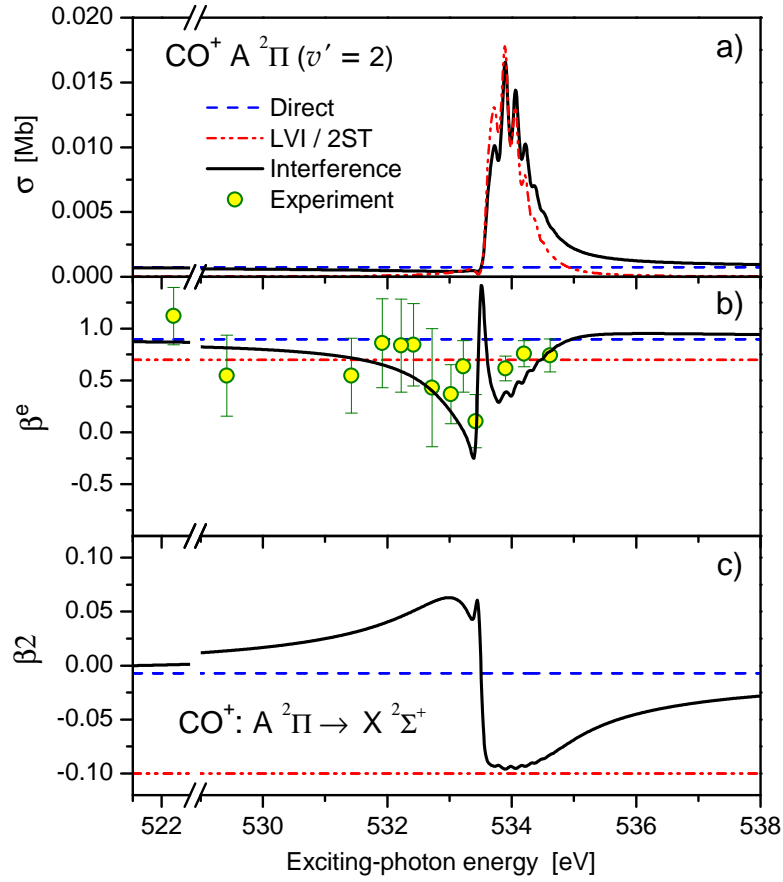 0.020
0.015
0.010
0.005
0.000
σ [Mb]
a)
CO⁺ A ²Π (v' = 2)
Direct
LVI / 2ST
Interference
Experiment
b)
1.0
0.5
0.0
-0.5
βᵉ
c)
0.10
0.05
0.00
-0.05
-0.10
β2
CO⁺: A ²Π → X ²Σ⁺
522 530 532 534 536 538
Exciting-photon energy [eV]